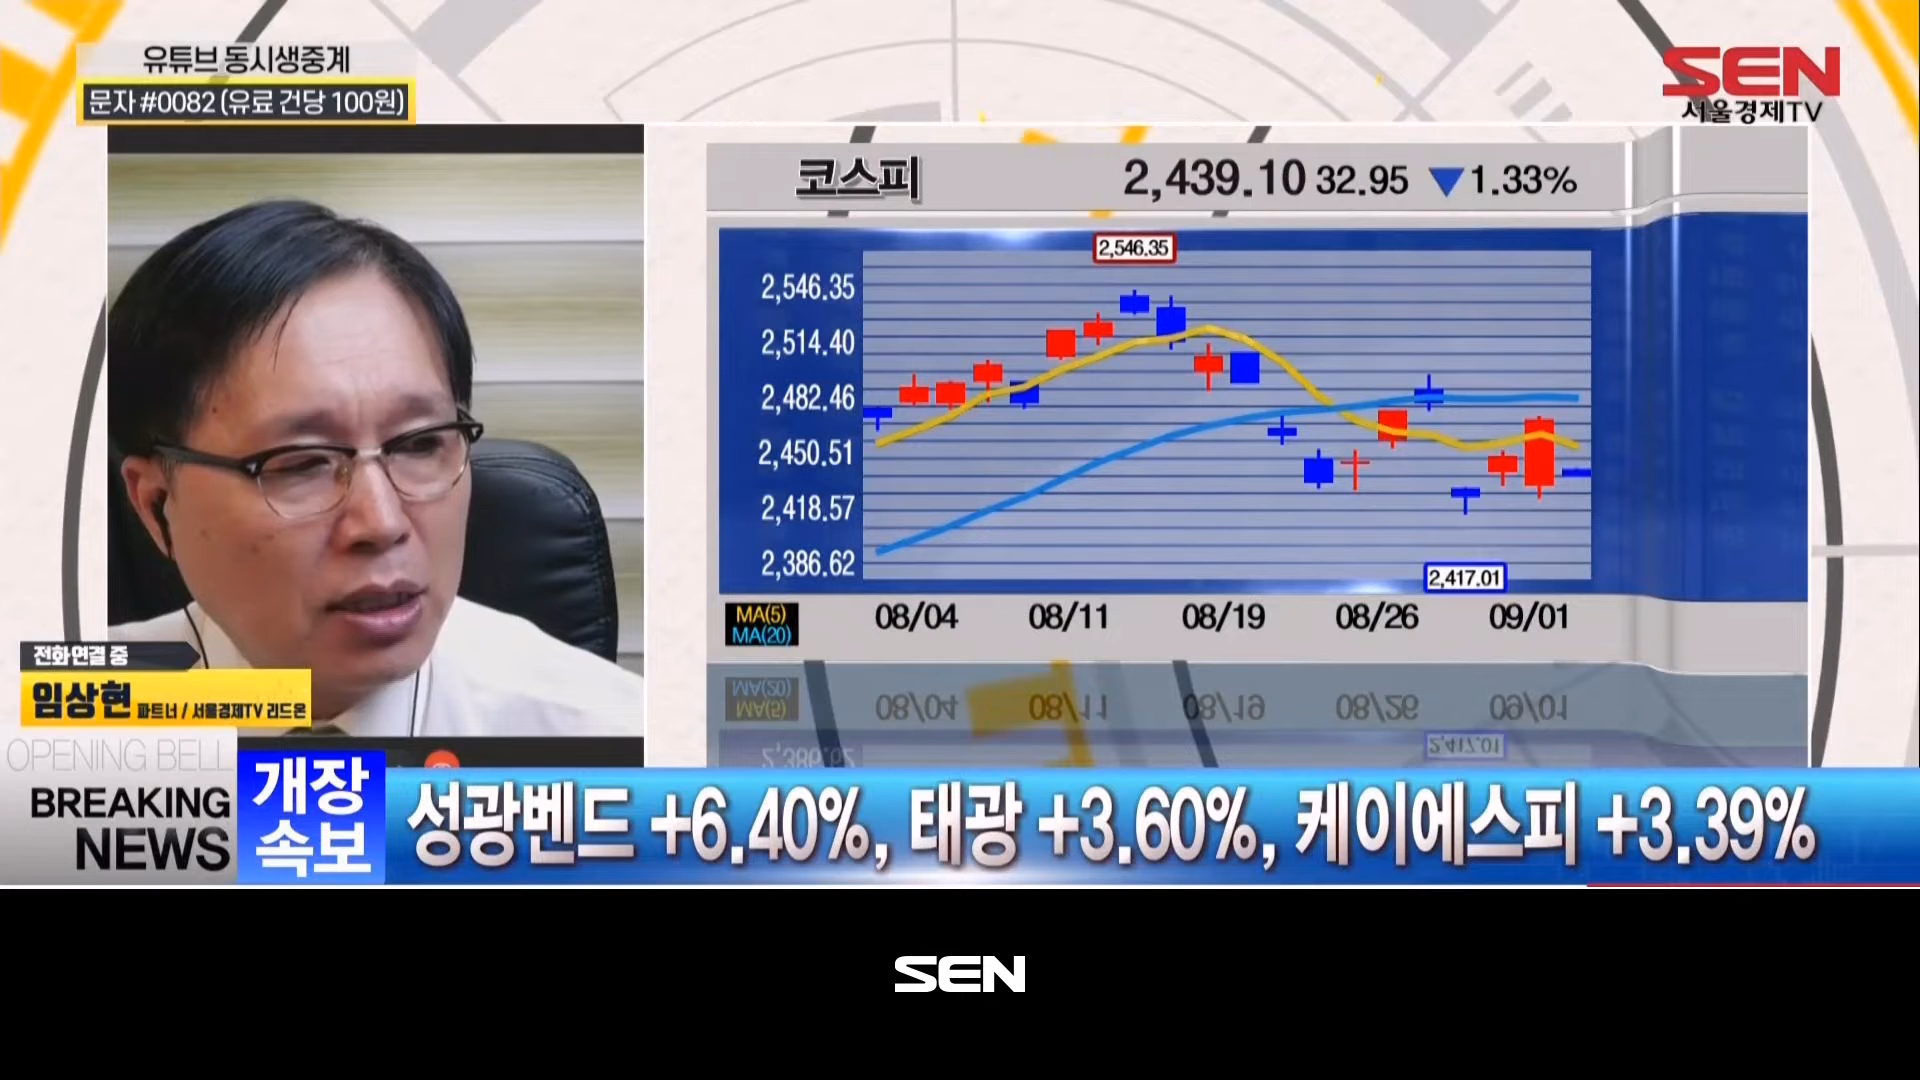 유튜브 동시생중계
문자 #0082 (유료 건당 100원)
SEN
서울경제TV
코스피 2,439.10 32.95 ▼1.33%
2,546.35
2,546.35
2,514.40
2,482.46
2,450.51
2,418.57
2,386.62
2,417.01
MA(5)
MA(20)
08/04 08/11 08/19 08/26 09/01
전화연결 중
임상현 파트너 / 서울경제TV 리드온
OPENING BELL
BREAKING
NEWS
개장
속보
성광벤드 +6.40%, 태광 +3.60%, 케이에스피 +3.39%
SEN